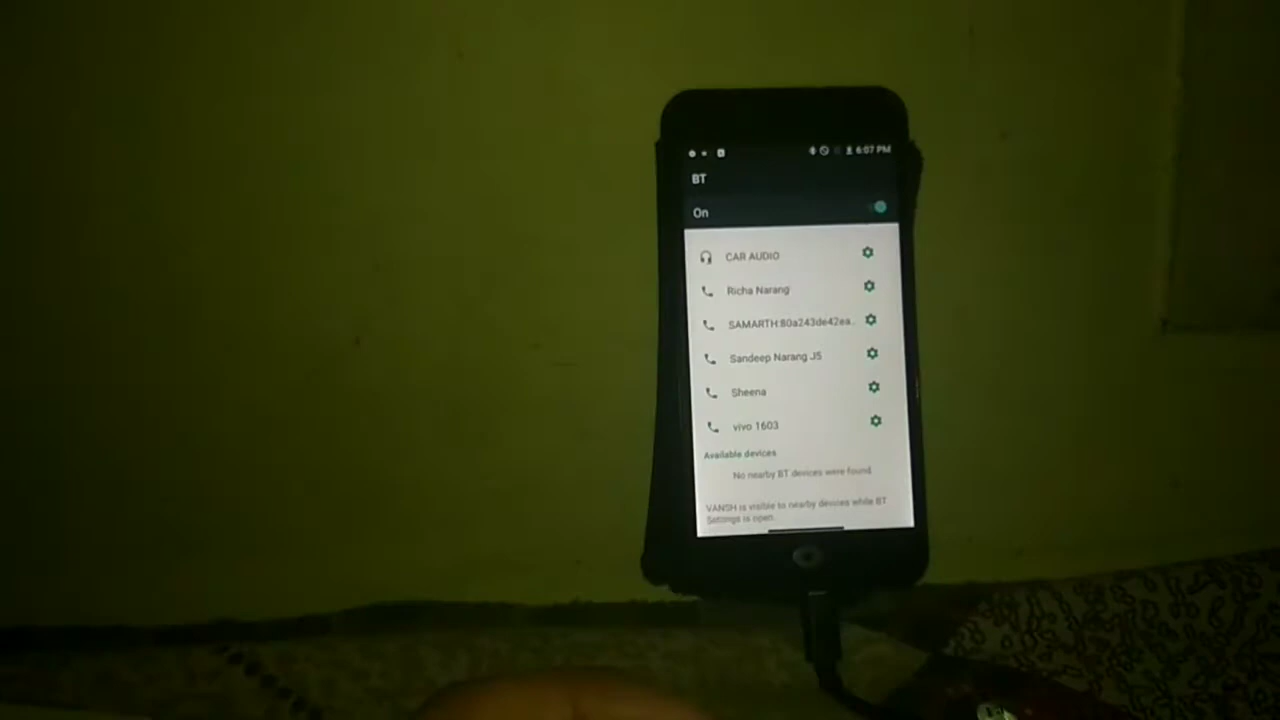 6:07 PM
BT
On
CAR AUDIO
Richa Narang
SAMARTH:80a243de42ea..
Sandeep Narang J5
Sheena
vivo 1603
Available devices
No nearby BT devices were found.
VANSH is visible to nearby devices while BT
Settings is open.